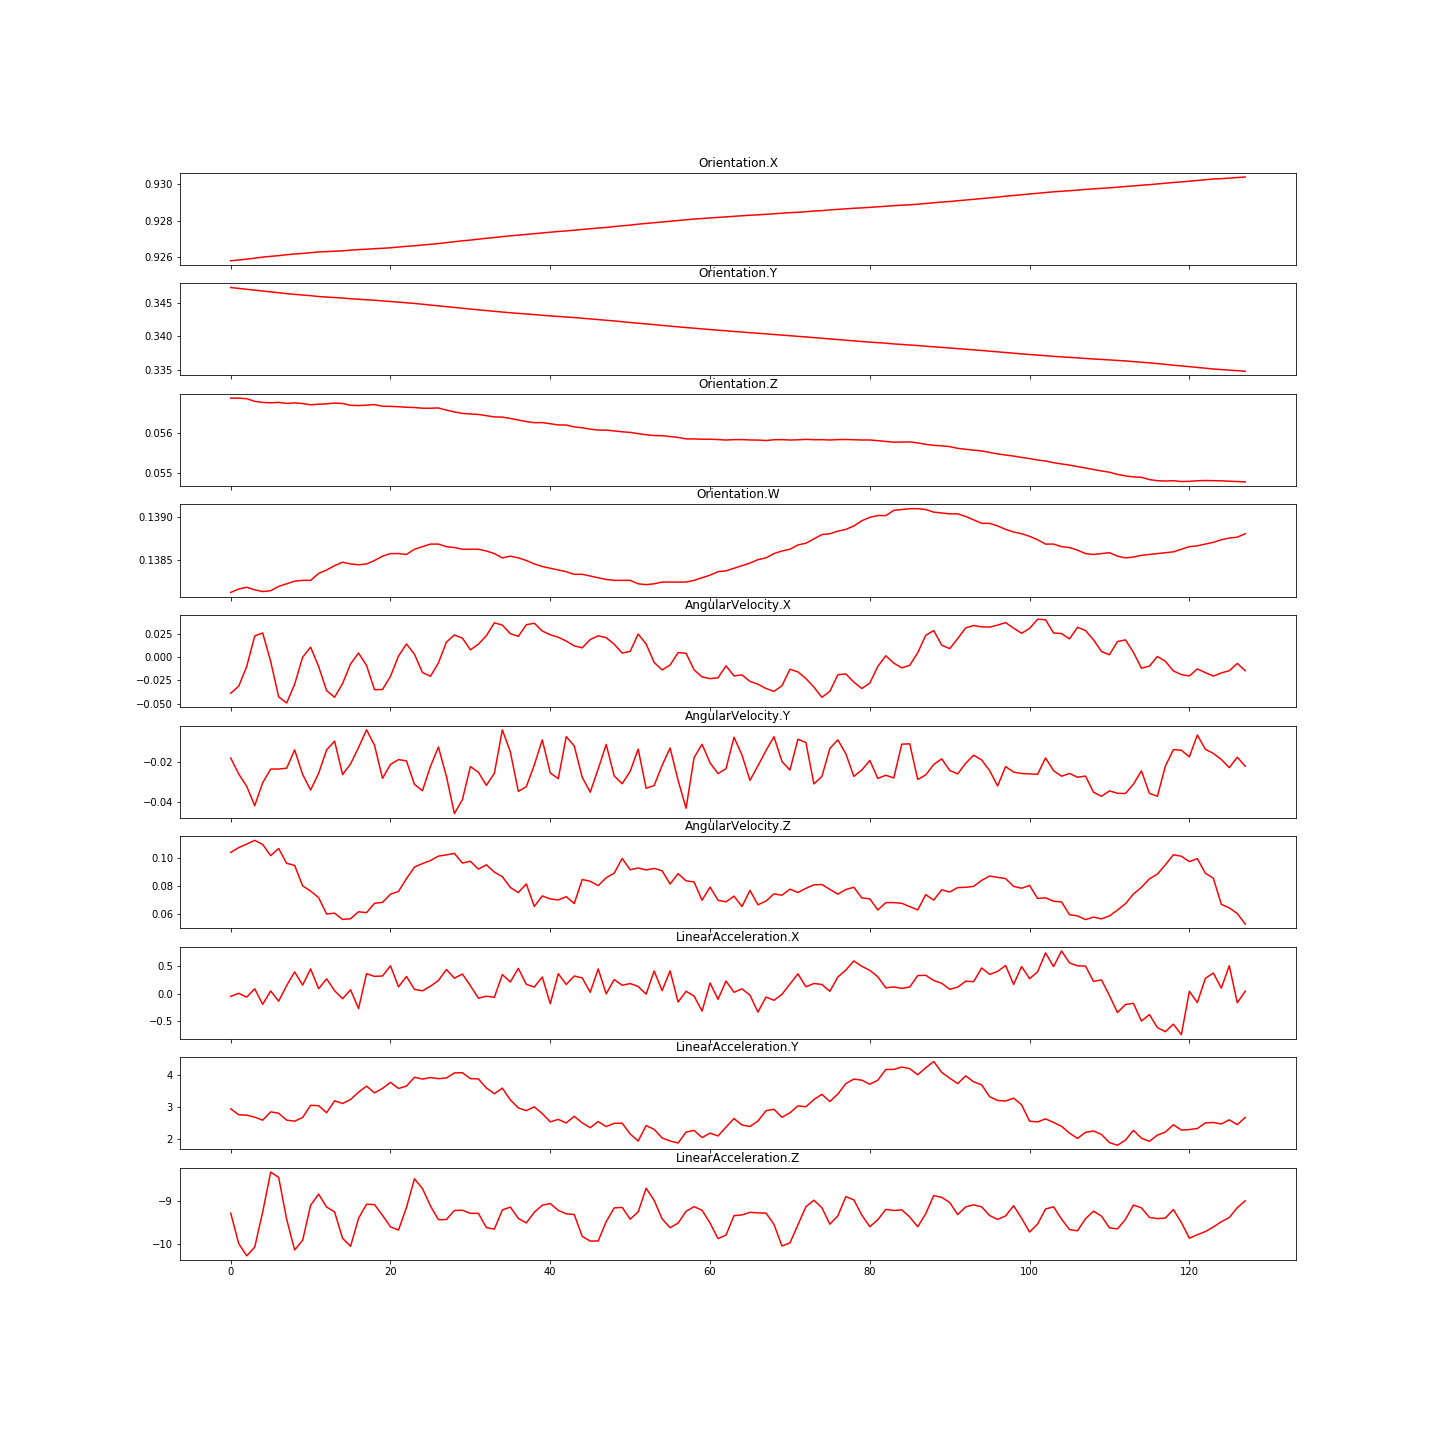 Orientation.X
0.930
0.928
0.926
Orientation.Y
0.345
0.340
0.335
Orientation.Z
0.056
0.055
Orientation.W
0.1390
0.1385
AngularVelocity.X
0.025
0.000
−0.025
−0.050
AngularVelocity.Y
−0.02
−0.04
AngularVelocity.Z
0.10
0.08
0.06
LinearAcceleration.X
0.5
0.0
−0.5
LinearAcceleration.Y
4
3
2
LinearAcceleration.Z
−9
−10
0 20 40 60 80 100 120